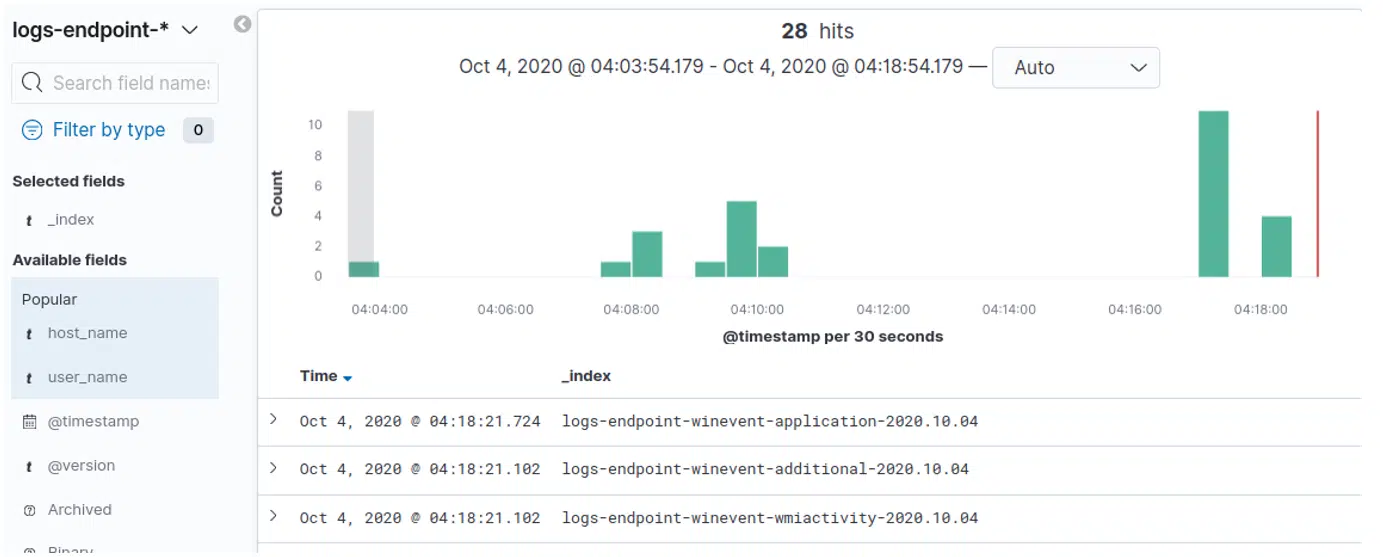 logs-endpoint-*
Search field names
Filter by type 0
Selected fields
t _index
Available fields
Popular
t host_name
t user_name
@timestamp
t @version
Archived
Binary
28 hits
Oct 4, 2020 @ 04:03:54.179 - Oct 4, 2020 @ 04:18:54.179 — Auto
Count
10
8
6
4
2
0
04:04:00 04:06:00 04:08:00 04:10:00 04:12:00 04:14:00 04:16:00 04:18:00
@timestamp per 30 seconds
Time _index
Oct 4, 2020 @ 04:18:21.724 logs-endpoint-winevent-application-2020.10.04
Oct 4, 2020 @ 04:18:21.102 logs-endpoint-winevent-additional-2020.10.04
Oct 4, 2020 @ 04:18:21.102 logs-endpoint-winevent-wmiactivity-2020.10.04